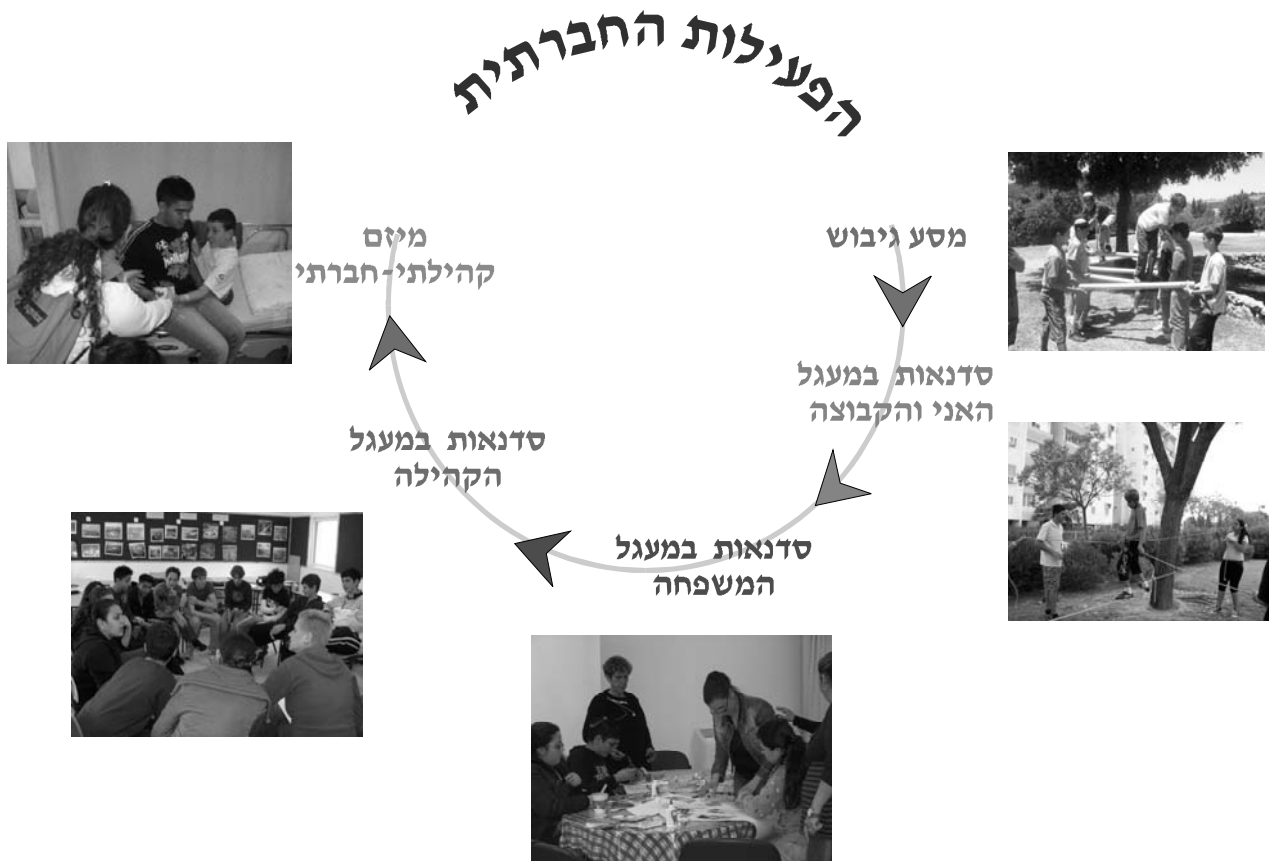 הפעילות החברתית
מסע גיבוש
סדנאות במעגל
האני והקבוצה
סדנאות במעגל
המשפחה
סדנאות במעגל
הקהילה
מיזם
קהילתי-חברתי